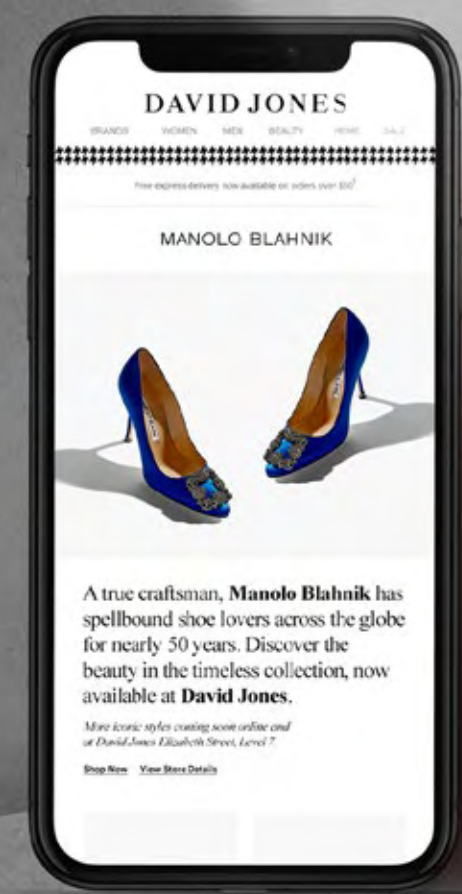 DAVID JONES
BRANDS WOMEN MEN BEAUTY HOME SALE
Free express delivery now available on orders over
MANOLO BLAHNIK
A true craftsman, Manolo Blahnik has
spellbound shoe lovers across the globe
for nearly 50 years. Discover the
beauty in the timeless collection, now
available at David Jones.
More iconic styles coming soon online and
at David Jones Elizabeth Street, Level 7
Shop Now View Store Details